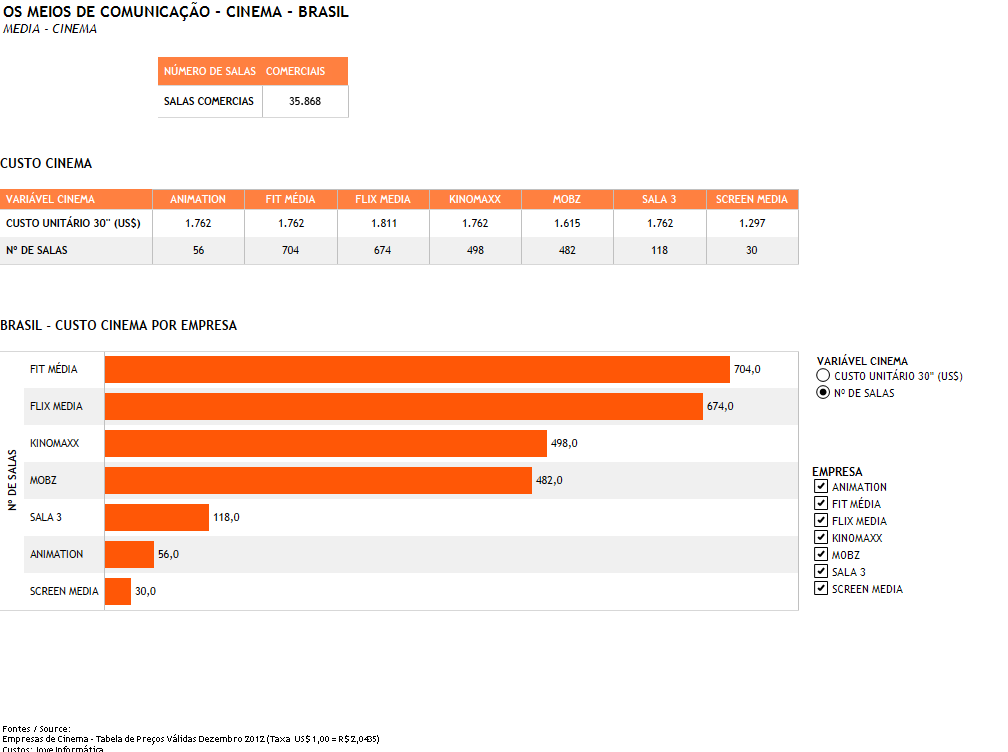 OS MEIOS DE COMUNICAÇÃO - CINEMA - BRASIL
MEDIA - CINEMA
NÚMERO DE SALAS COMERCIAIS
SALAS COMERCIAS 35.868
CUSTO CINEMA
VARIÁVEL CINEMA ANIMATION FIT MÉDIA FLIX MEDIA KINOMAXX MOBZ SALA 3 SCREEN MEDIA
CUSTO UNITÁRIO 30" (US$) 1.762 1.762 1.811 1.762 1.615 1.762 1.297
Nº DE SALAS 56 704 674 498 482 118 30
BRASIL - CUSTO CINEMA POR EMPRESA
Nº DE SALAS
FIT MÉDIA 704,0
FLIX MEDIA 674,0
KINOMAXX 498,0
MOBZ 482,0
SALA 3 118,0
ANIMATION 56,0
SCREEN MEDIA 30,0
VARIÁVEL CINEMA
CUSTO UNITÁRIO 30" (US$)
Nº DE SALAS
EMPRESA
ANIMATION
FIT MÉDIA
FLIX MEDIA
KINOMAXX
MOBZ
SALA 3
SCREEN MEDIA
Fontes / Source:
Empresas de Cinema - Tabela de Preços Válidas Dezembro 2012 (Taxa US$ 1,00 = R$ 2,0435)
Custos: Jove Informática